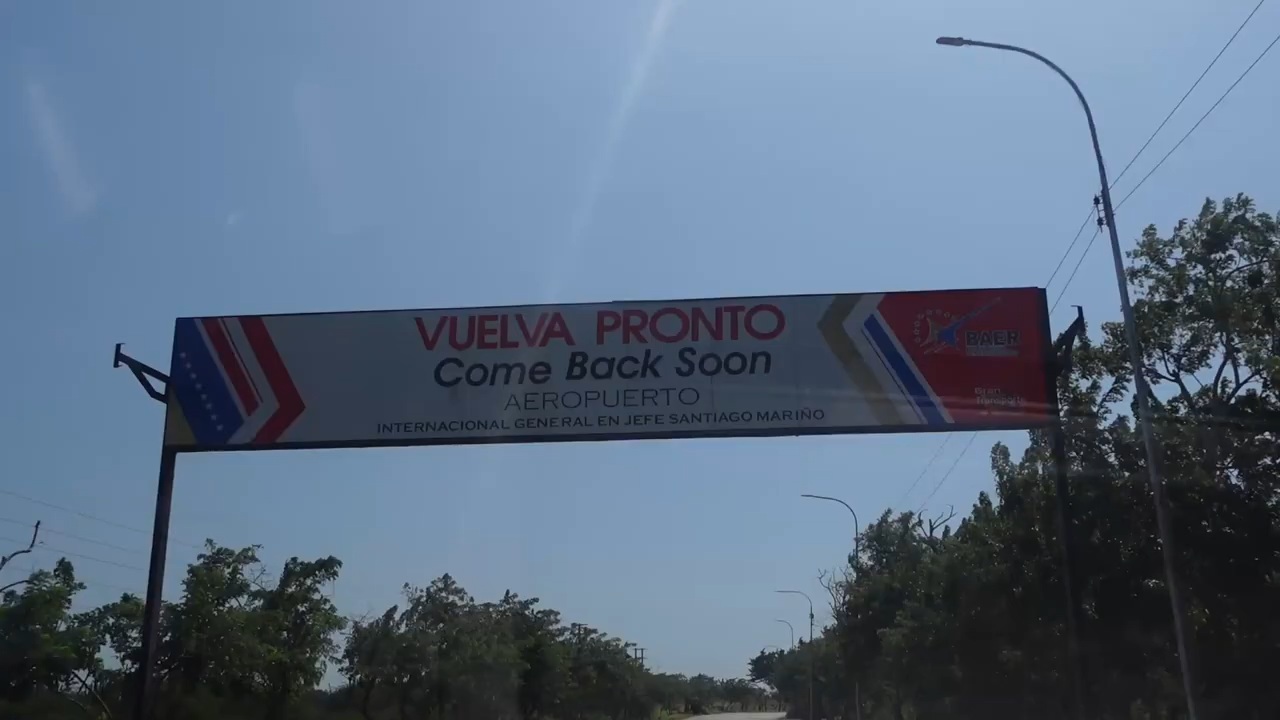 VUELVA PRONTO
Come Back Soon
AEROPUERTO
INTERNACIONAL GENERAL EN JEFE SANTIAGO MARIÑO
BAER